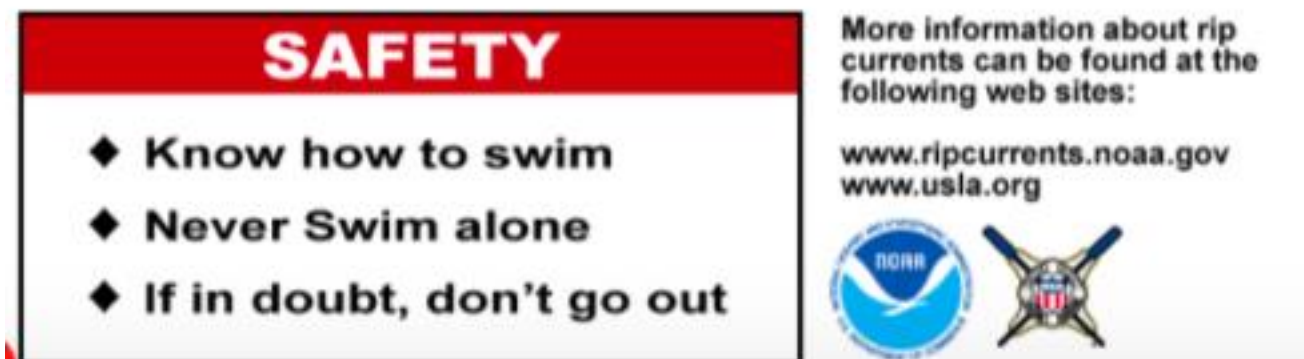 SAFETY
◆ Know how to swim
◆ Never Swim alone
◆ If in doubt, don't go out
More information about rip
currents can be found at the
following web sites:
www.ripcurrents.noaa.gov
www.usla.org
NOAA